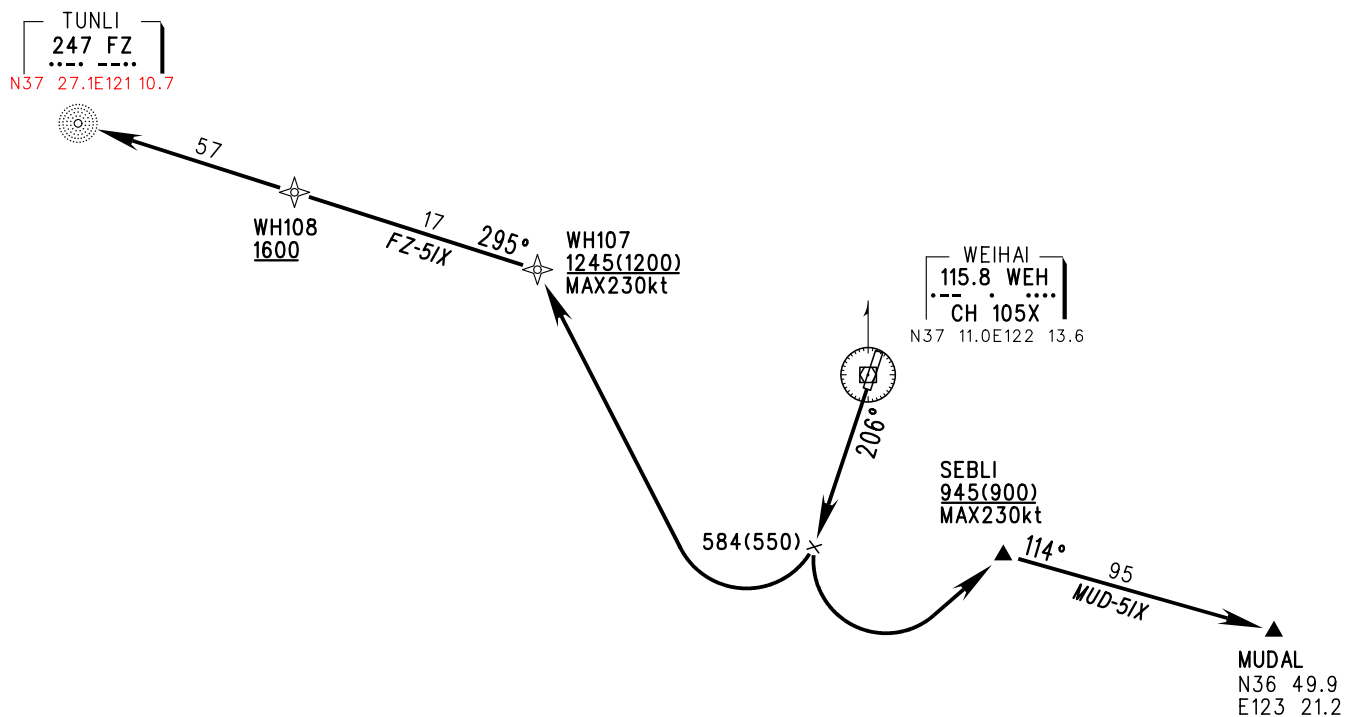 TUNLI
247 FZ
··–· ––··
N37 27.1E121 10.7
57
WH108
1600
17
FZ-5IX
295°
WH107
1245(1200)
MAX230kt
WEIHAI
115.8 WEH
·–– · ····
CH 105X
N37 11.0E122 13.6
206°
584(550)
SEBLI
945(900)
MAX230kt
114°
95
MUD-5IX
MUDAL
N36 49.9
E123 21.2